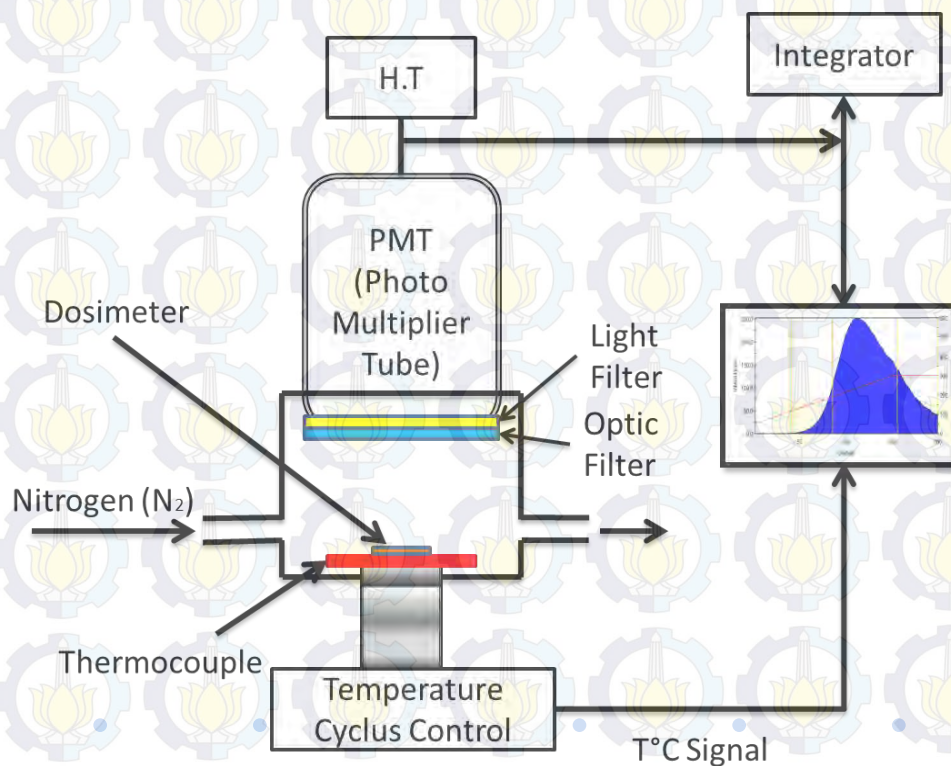 H.T
Integrator
PMT
(Photo
Multiplier
Tube)
Dosimeter
Light
Filter
Optic
Filter
Nitrogen (N₂)
Thermocouple
Temperature
Cyclus Control
T°C Signal